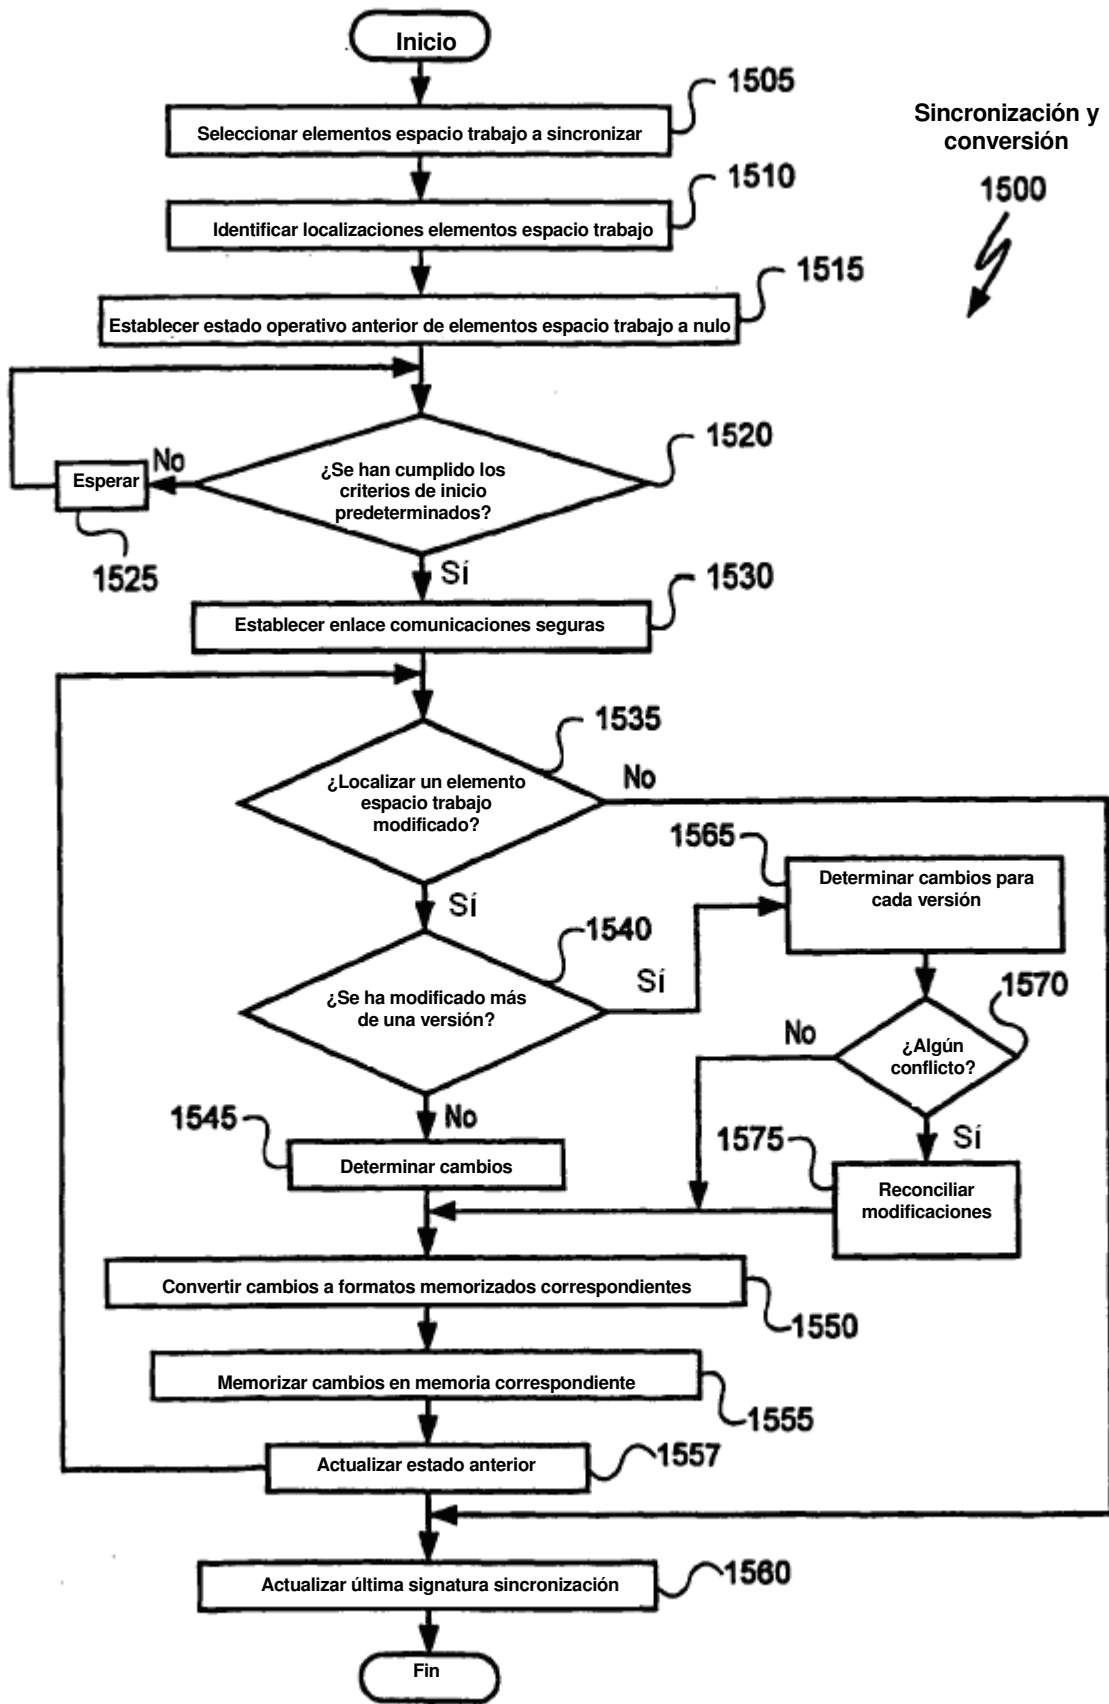 Inicio
1505
Seleccionar elementos espacio trabajo a sincronizar
Sincronización y
conversión
1500
1510
Identificar localizaciones elementos espacio trabajo
1515
Establecer estado operativo anterior de elementos espacio trabajo a nulo
1520
¿Se han cumplido los
criterios de inicio
predeterminados?
No
Esperar
1525
Sí
1530
Establecer enlace comunicaciones seguras
1535
¿Localizar un elemento
espacio trabajo
modificado?
No
Sí
1565
Determinar cambios para
cada versión
1540
¿Se ha modificado más
de una versión?
Sí
1570
¿Algún
conflicto?
No
Sí
No
1545
Determinar cambios
1575
Reconciliar
modificaciones
Convertir cambios a formatos memorizados correspondientes
1550
Memorizar cambios en memoria correspondiente
1555
Actualizar estado anterior
1557
Actualizar última signatura sincronización
1560
Fin